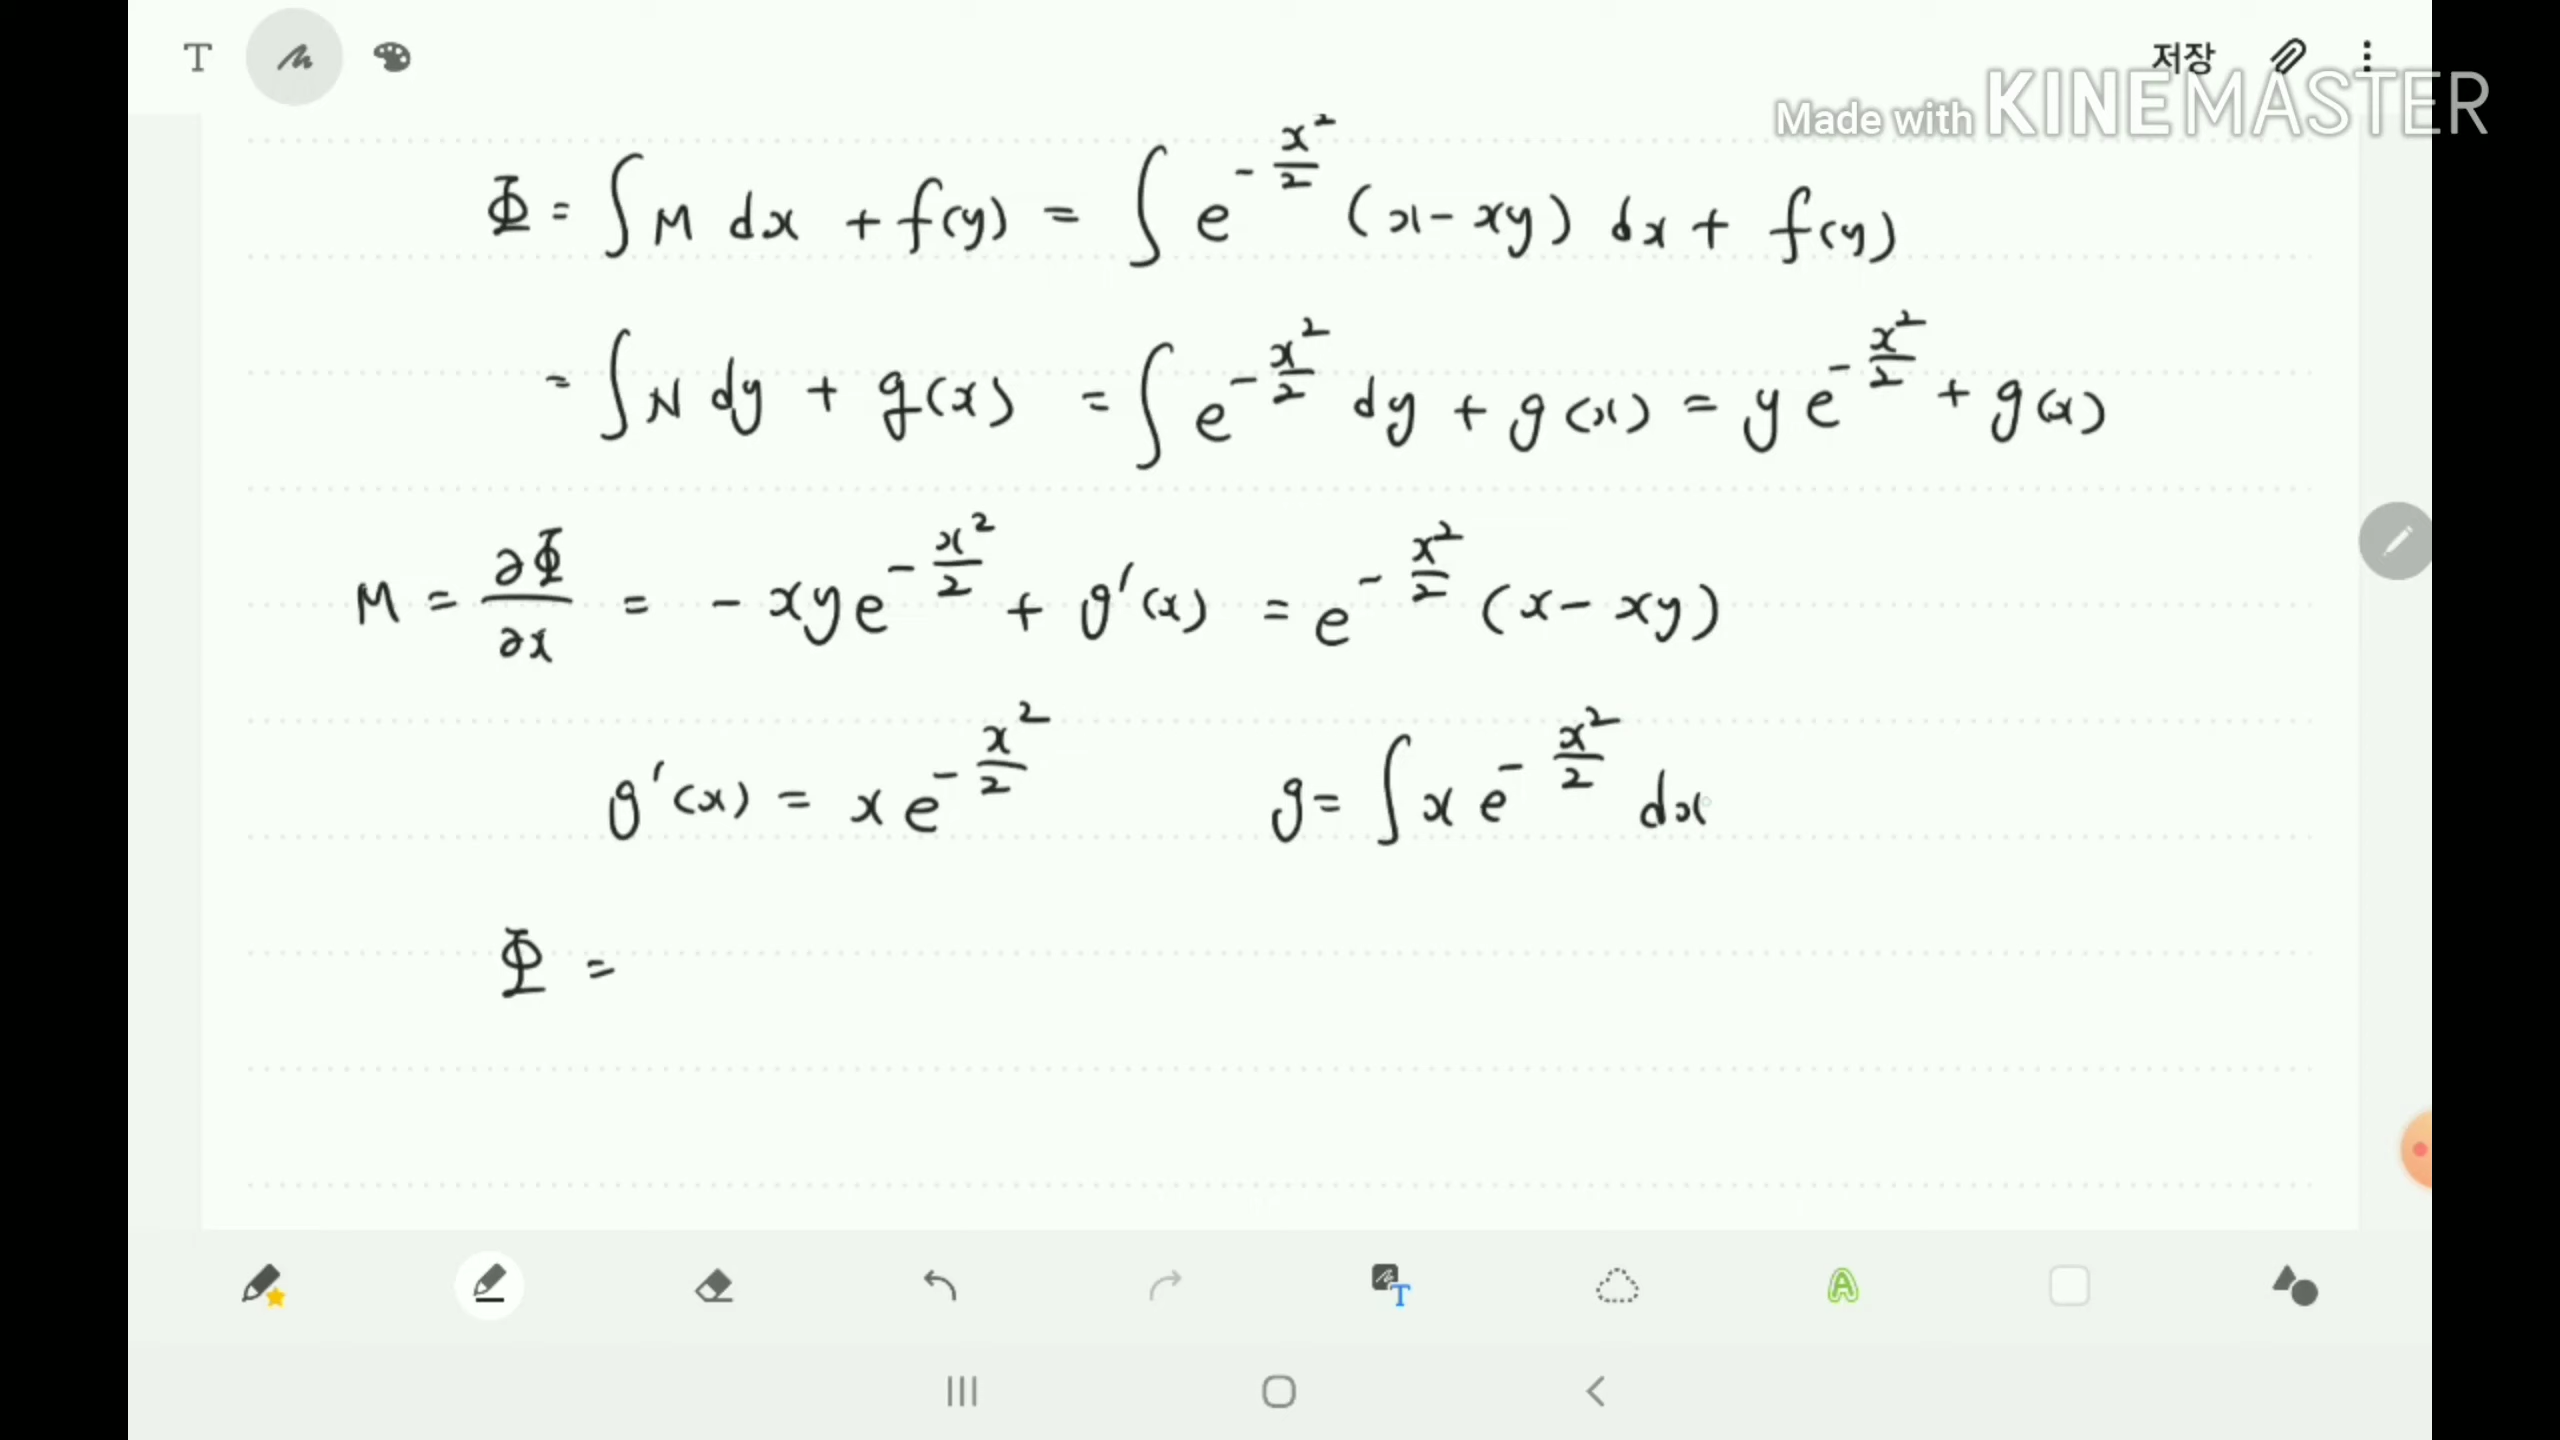 T 저장
Made with KINEMASTER
Φ = ∫ M dx + f(y) = ∫ e^{-x²/2} (x - xy) dx + f(y)
= ∫ N dy + g(x) = ∫ e^{-x²/2} dy + g(x) = y e^{-x²/2} + g(x)
M = ∂Φ/∂x = - xy e^{-x²/2} + g'(x) = e^{-x²/2} (x - xy)
g'(x) = x e^{-x²/2} g = ∫ x e^{-x²/2} dx
Φ =
T A